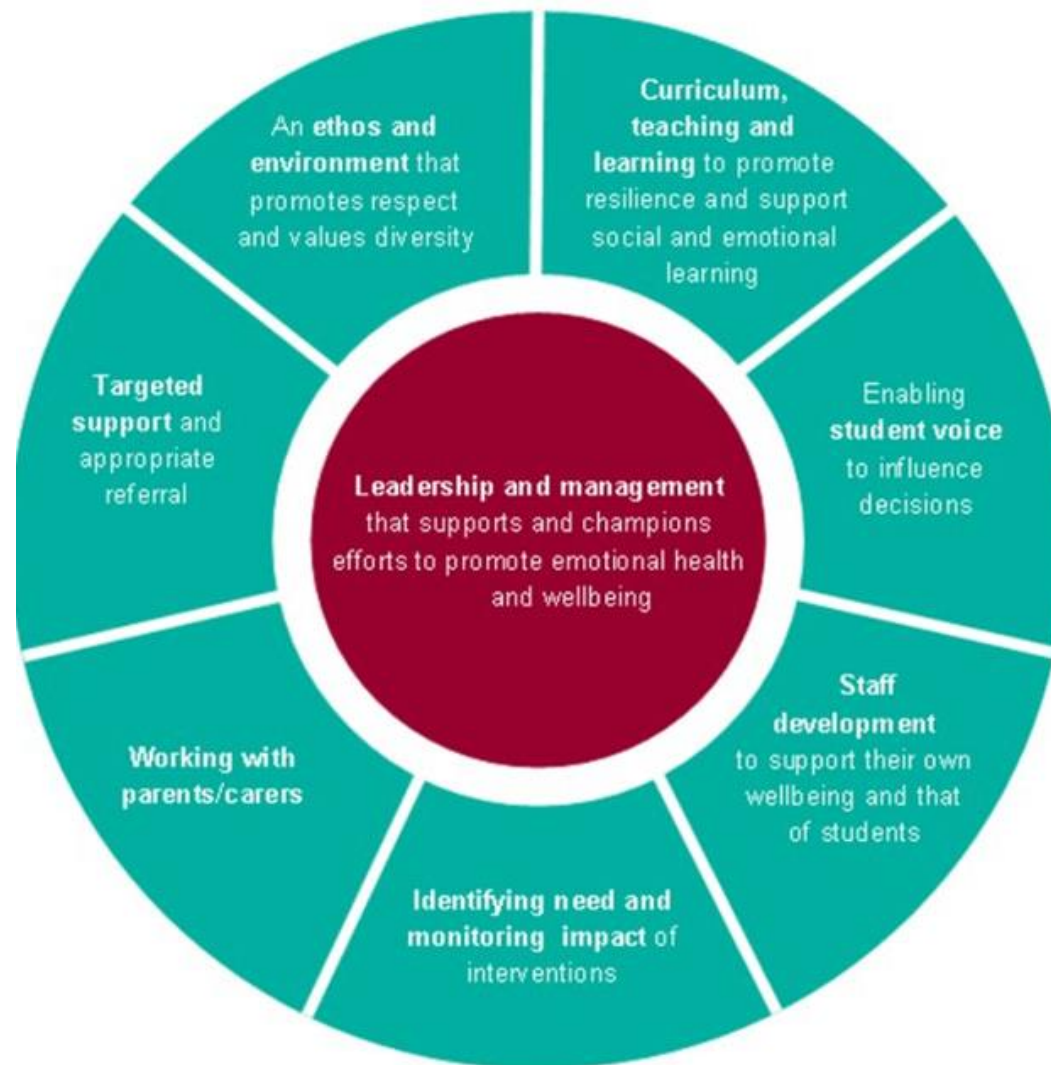 An ethos and
environment that
promotes respect
and values diversity
Curriculum,
teaching and
learning to promote
resilience and support
social and emotional
learning
Enabling
student voice
to influence
decisions
Staff
development
to support their own
wellbeing and that
of students
Identifying need and
monitoring impact of
interventions
Working with
parents/carers
Targeted
support and
appropriate
referral
Leadership and management
that supports and champions
efforts to promote emotional health
and wellbeing